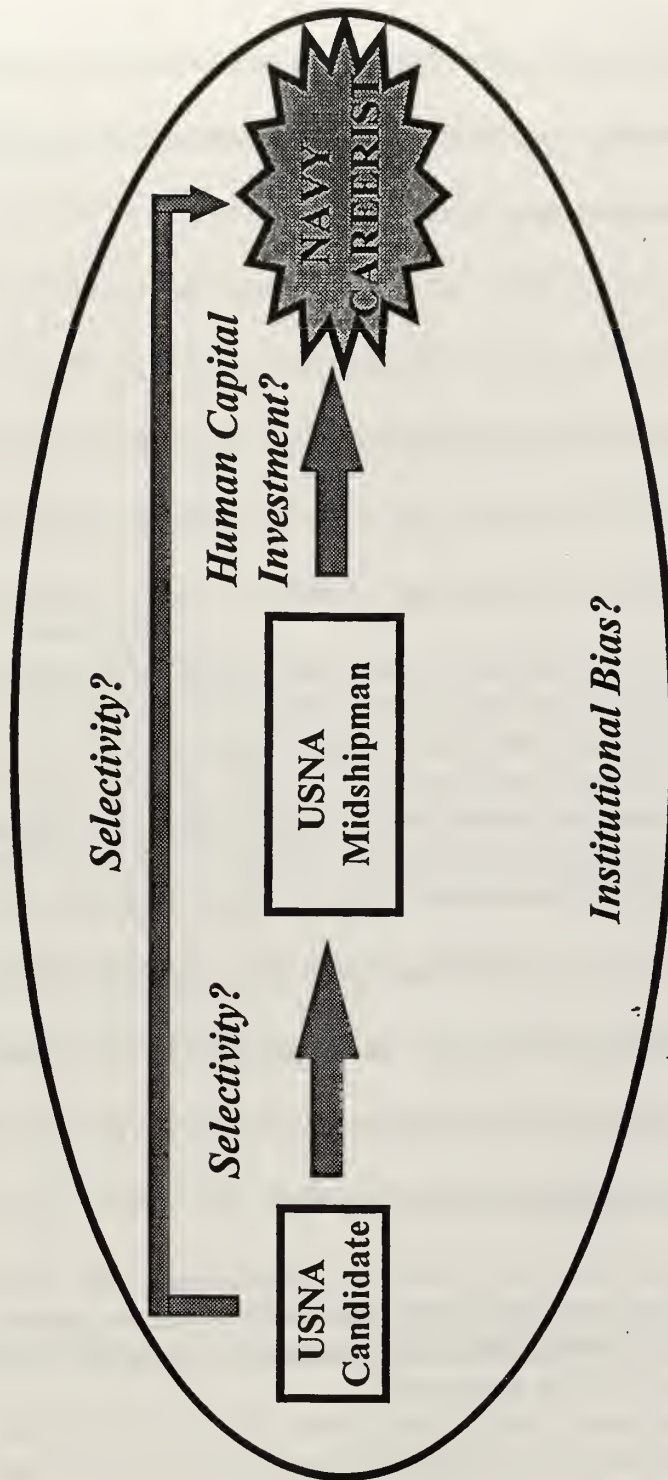 Selectivity?
Selectivity?
Human Capital
Investment?
USNA
Candidate
USNA
Midshipman
NAVY
CAREERIST
Institutional Bias?